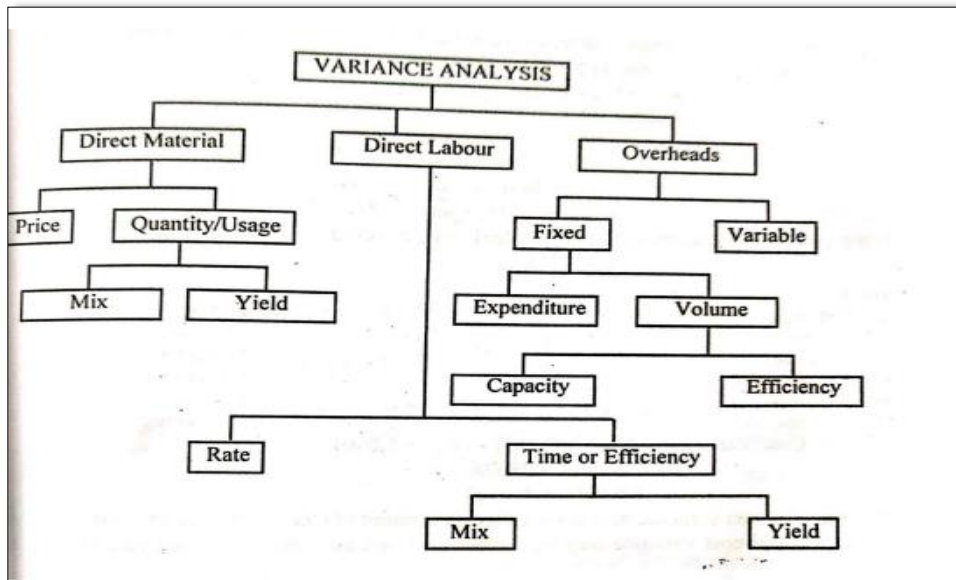 VARIANCE ANALYSIS
Direct Material
Direct Labour
Overheads
Price
Quantity/Usage
Fixed
Variable
Mix
Yield
Expenditure
Volume
Capacity
Efficiency
Rate
Time or Efficiency
Mix
Yield